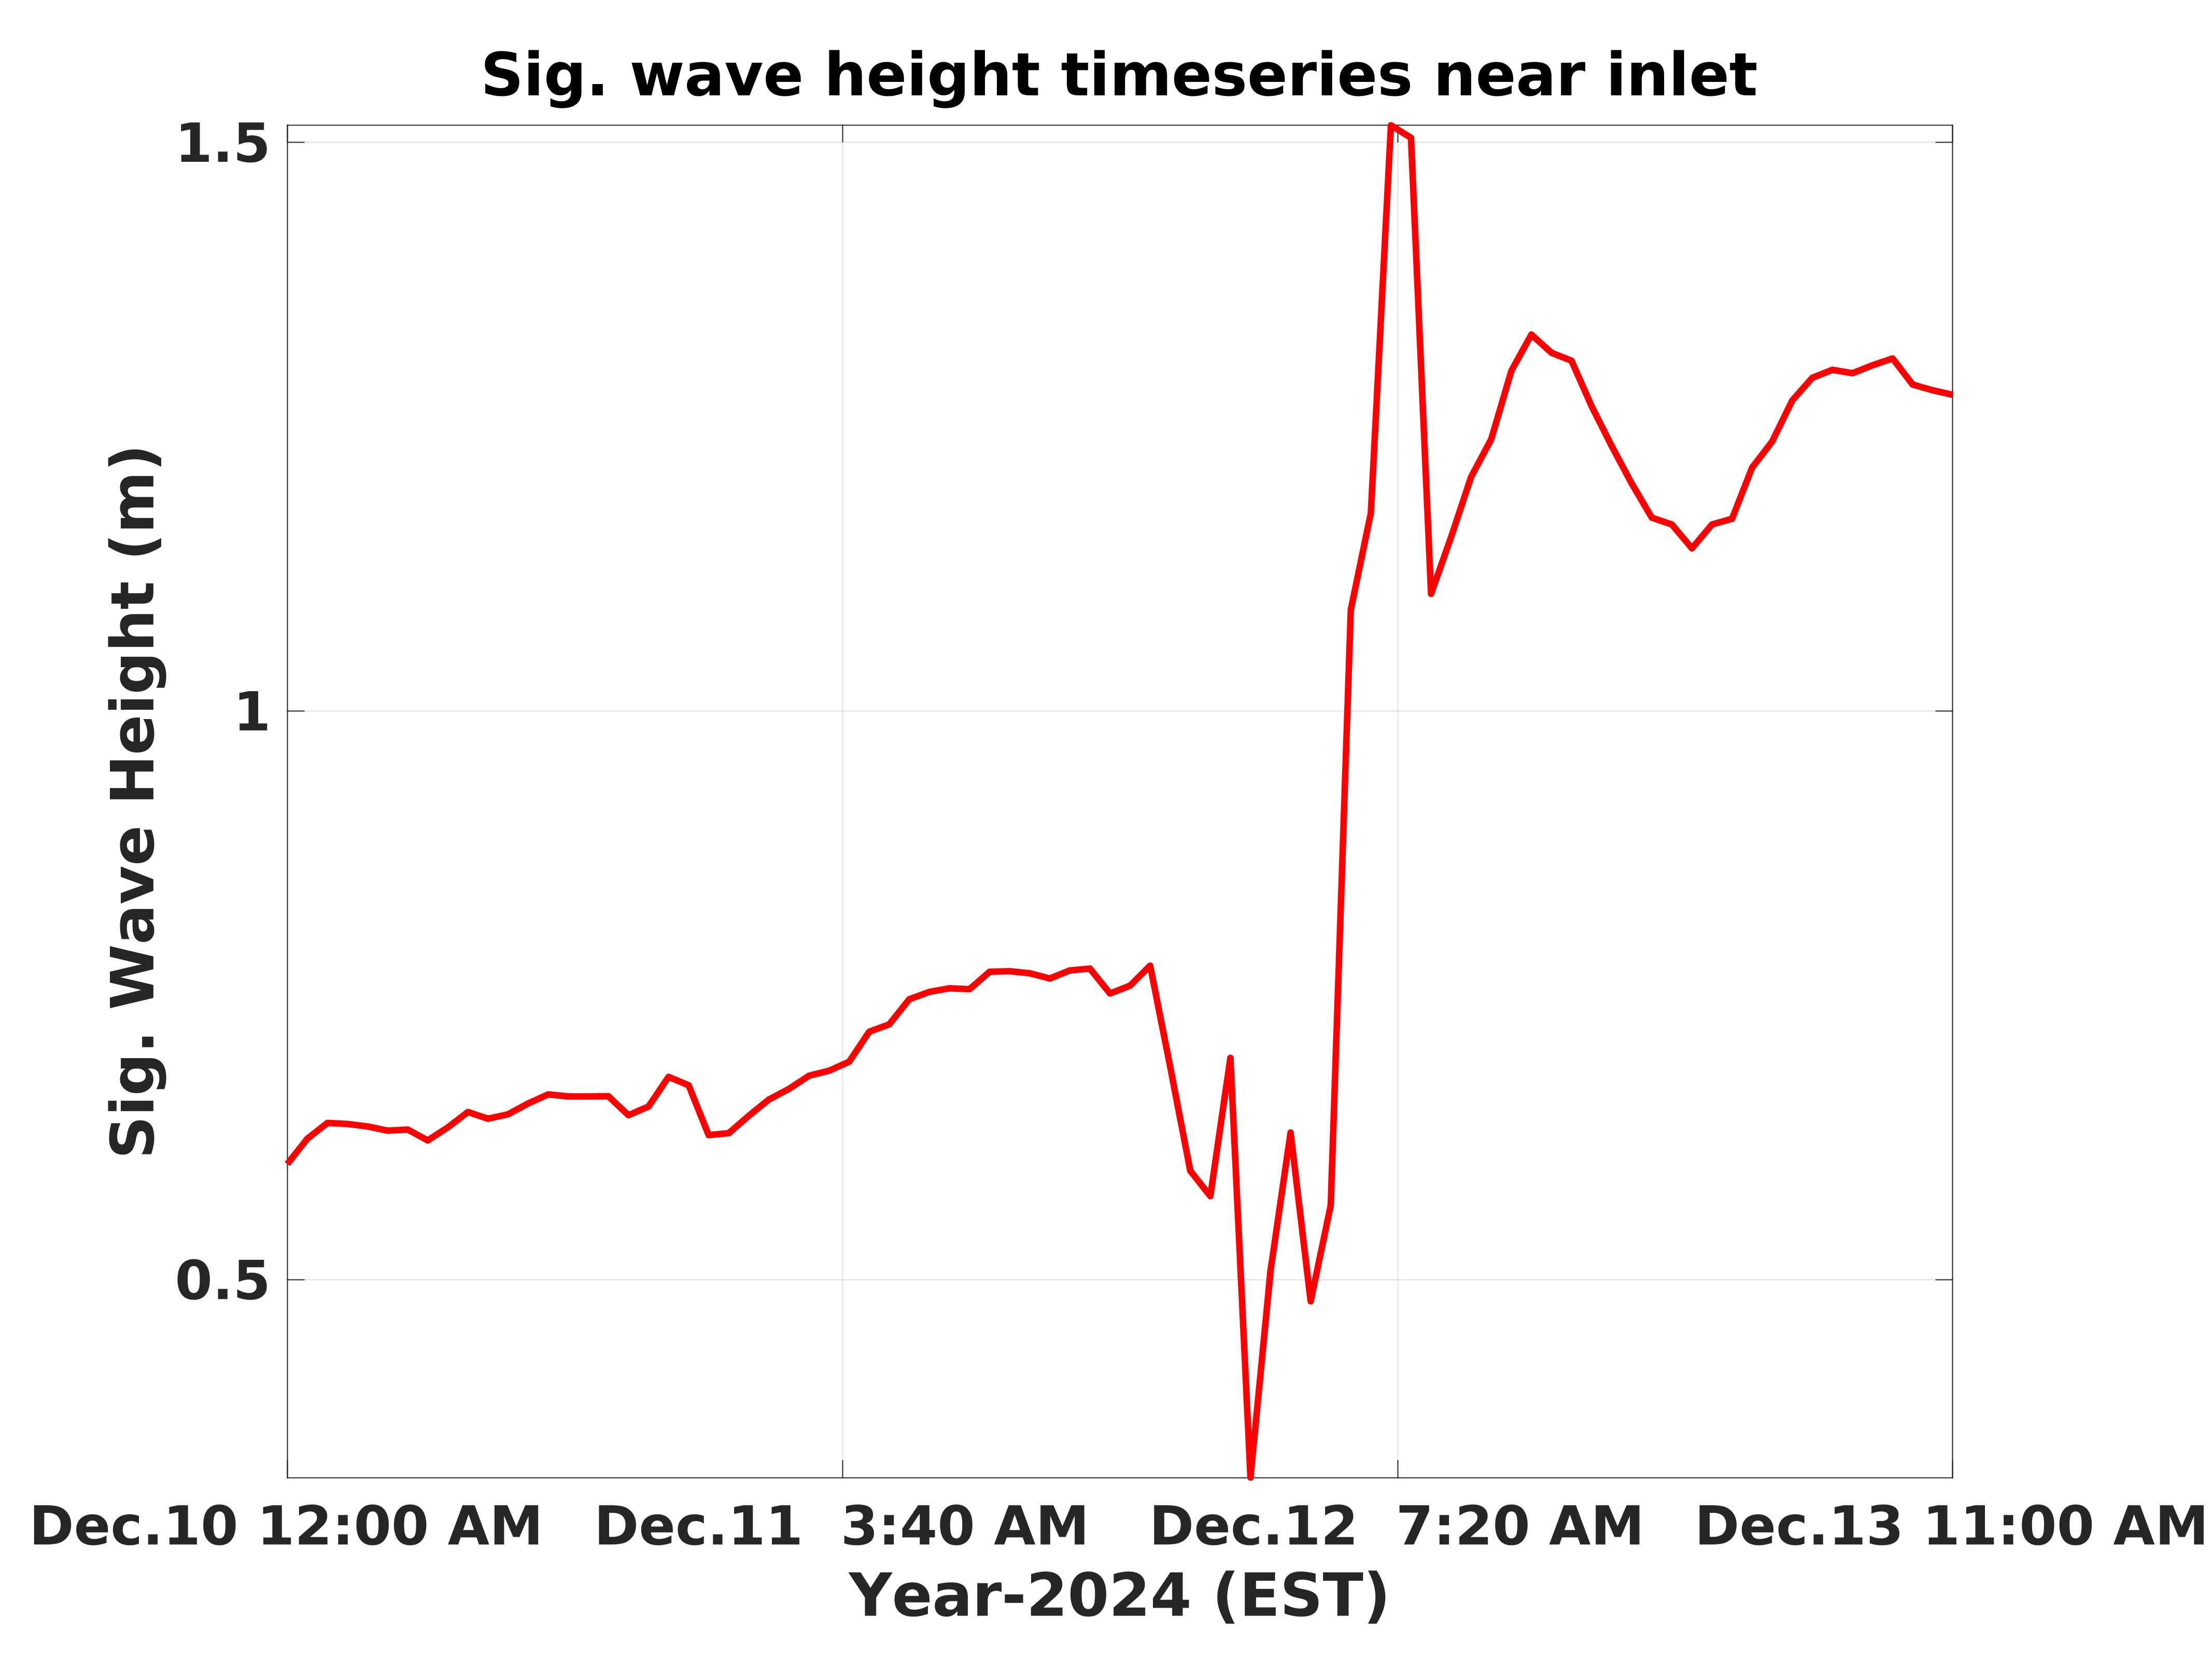 Sig. wave height timeseries near inlet
1.5
1
0.5
Sig. Wave Height (m)
Dec.10 12:00 AM Dec.11 3:40 AM Dec.12 7:20 AM Dec.13 11:00 AM
Year-2024 (EST)